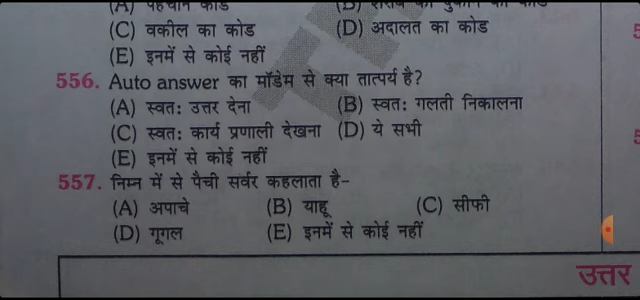 (A) पहचान कोड
(C) वकील का कोड (D) अदालत का कोड
(E) इनमें से कोई नहीं
556. Auto answer का मॉडेम से क्या तात्पर्य है?
(A) स्वतः उत्तर देना (B) स्वतः गलती निकालना
(C) स्वतः कार्य प्रणाली देखना (D) ये सभी
(E) इनमें से कोई नहीं
557. निम्न में से पैची सर्वर कहलाता है-
(A) अपाचे (B) याहू (C) सीफी
(D) गूगल (E) इनमें से कोई नहीं
उत्तर